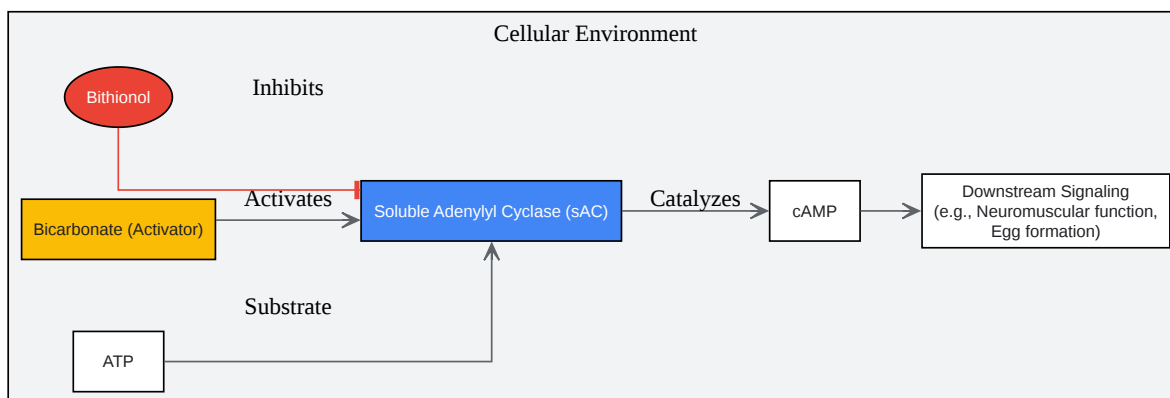 Cellular Environment
Inhibits
Bithionol
Activates
Bicarbonate (Activator)
Soluble Adenylyl Cyclase (sAC)
Catalyzes
cAMP
Downstream Signaling
(e.g., Neuromuscular function,
Egg formation)
Substrate
ATP